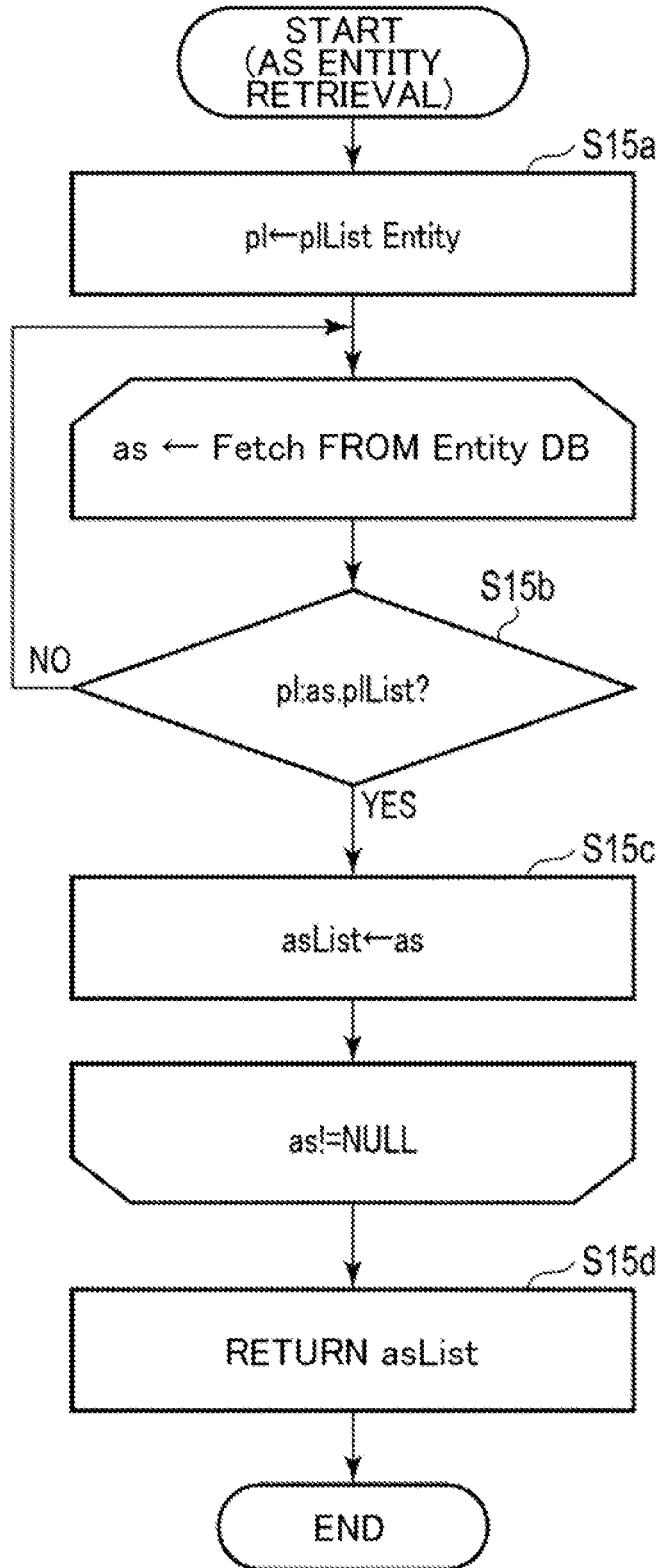 START
(AS ENTITY
RETRIEVAL)
S15a
pl←plList Entity
as ← Fetch FROM Entity DB
S15b
NO
pl:as.plList?
YES
S15c
asList←as
as!=NULL
S15d
RETURN asList
END